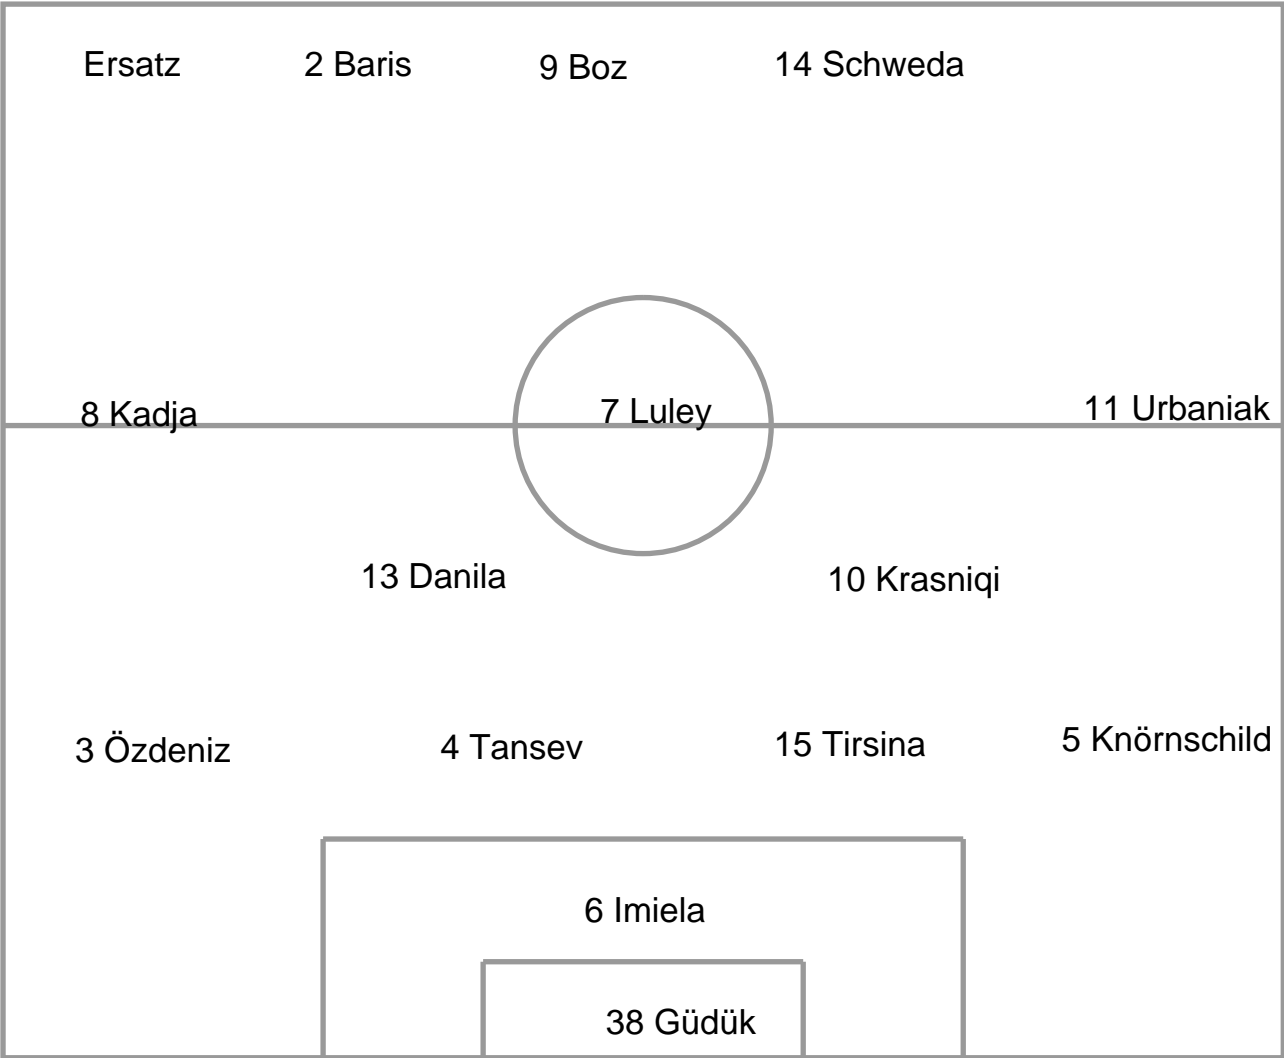 Ersatz 2 Baris 9 Boz 14 Schweda
8 Kadja 7 Luley 11 Urbaniak
13 Danila 10 Krasniqi
3 Özdeniz 4 Tansev 15 Tirsina 5 Knörnschild
6 Imiela
38 Güdük